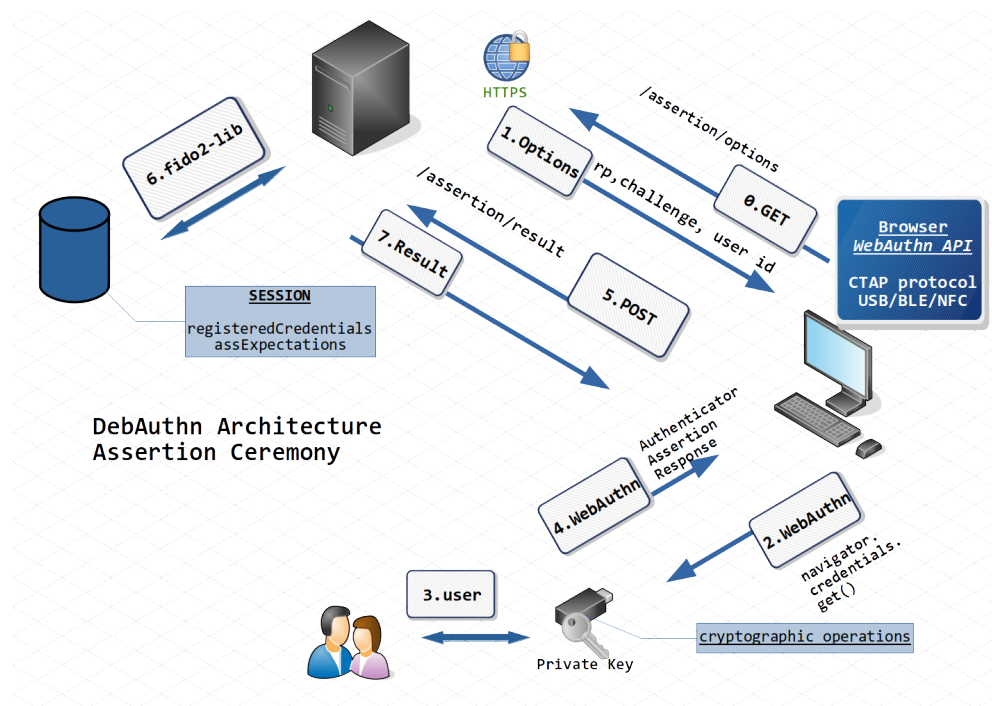 HTTPS
/assertion/options
6.fido2-lib
1.Options
rp,challenge, user id
0.GET
/assertion/result
7.Result
5.POST
Browser
WebAuthn API
CTAP protocol
USB/BLE/NFC
SESSION
registeredCredentials
assExpectations
DebAuthn Architecture
Assertion Ceremony
Authenticator
Assertion
Response
4.WebAuthn
2.WebAuthn
navigator.
credentials.
get()
3.user
cryptographic operations
Private Key